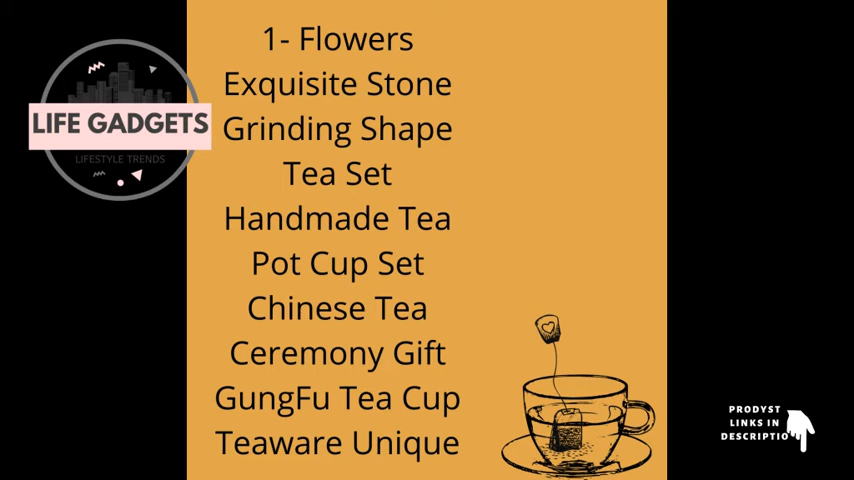 1- Flowers
Exquisite Stone
Grinding Shape
Tea Set
Handmade Tea
Pot Cup Set
Chinese Tea
Ceremony Gift
GungFu Tea Cup
Teaware Unique
LIFE GADGETS
LIFESTYLE TRENDS
PRODYST
LINKS IN
DESCRIPTIO